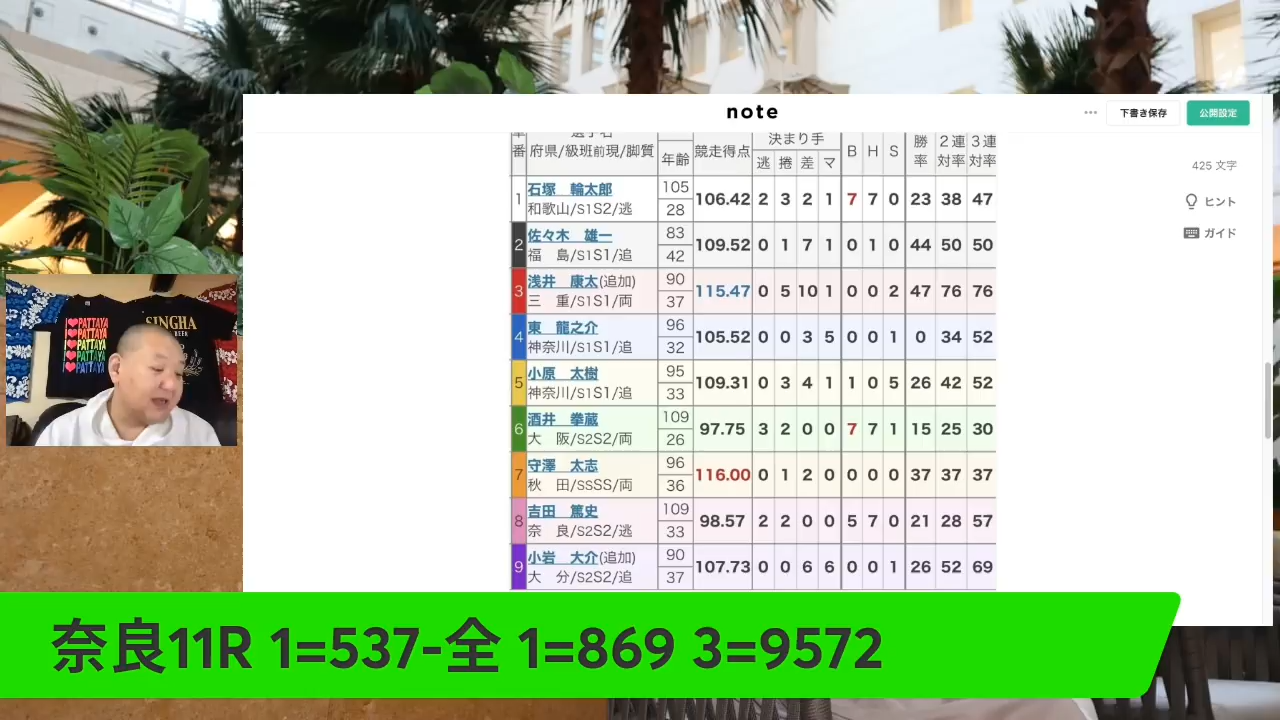 note
下書き保存
公開設定
425 文字
ヒント
ガイド
番 府県/級班前現/脚質 年齢 競走得点 決まり手 逃 捲 差 マ B H S 勝率 2連対率 3連対率
1 石塚 輪太郎 和歌山/S1S2/逃 105 28 106.42 2 3 2 1 7 7 0 23 38 47
2 佐々木 雄一 福 島/S1S1/追 83 42 109.52 0 1 7 1 0 1 0 44 50 50
3 浅井 康太(追加) 三 重/S1S1/両 90 37 115.47 0 5 10 1 0 0 2 47 76 76
4 東 龍之介 神奈川/S1S1/追 96 32 105.52 0 0 3 5 0 0 1 0 34 52
5 小原 太樹 神奈川/S1S1/追 95 33 109.31 0 3 4 1 1 0 5 26 42 52
6 酒井 拳蔵 大 阪/S2S2/両 109 26 97.75 3 2 0 0 7 7 1 15 25 30
7 守澤 太志 秋 田/SSSS/両 96 36 116.00 0 1 2 0 0 0 0 37 37 37
8 吉田 篤史 奈 良/S2S2/逃 109 33 98.57 2 2 0 0 5 7 0 21 28 57
9 小岩 大介(追加) 大 分/S2S2/追 90 37 107.73 0 0 6 6 0 0 1 26 52 69
I❤PATTAYA
I❤PATTAYA
I❤PATTAYA
I❤PATTAYA
I❤PATTAYA
SINGHA
BEER
奈良11R 1=537-全 1=869 3=9572